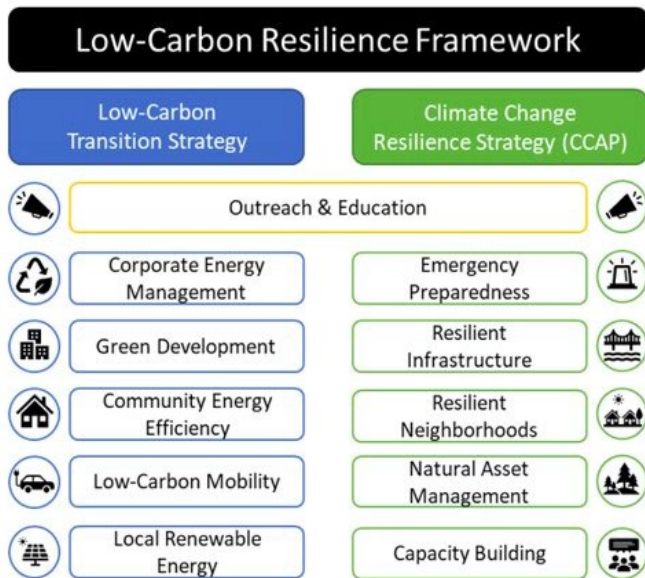 Low-Carbon Resilience Framework
Low-Carbon
Transition Strategy
Climate Change
Resilience Strategy (CCAP)
Outreach & Education
Corporate Energy
Management
Emergency
Preparedness
Green Development
Resilient
Infrastructure
Community Energy
Efficiency
Resilient
Neighborhoods
Low-Carbon Mobility
Natural Asset
Management
Local Renewable
Energy
Capacity Building